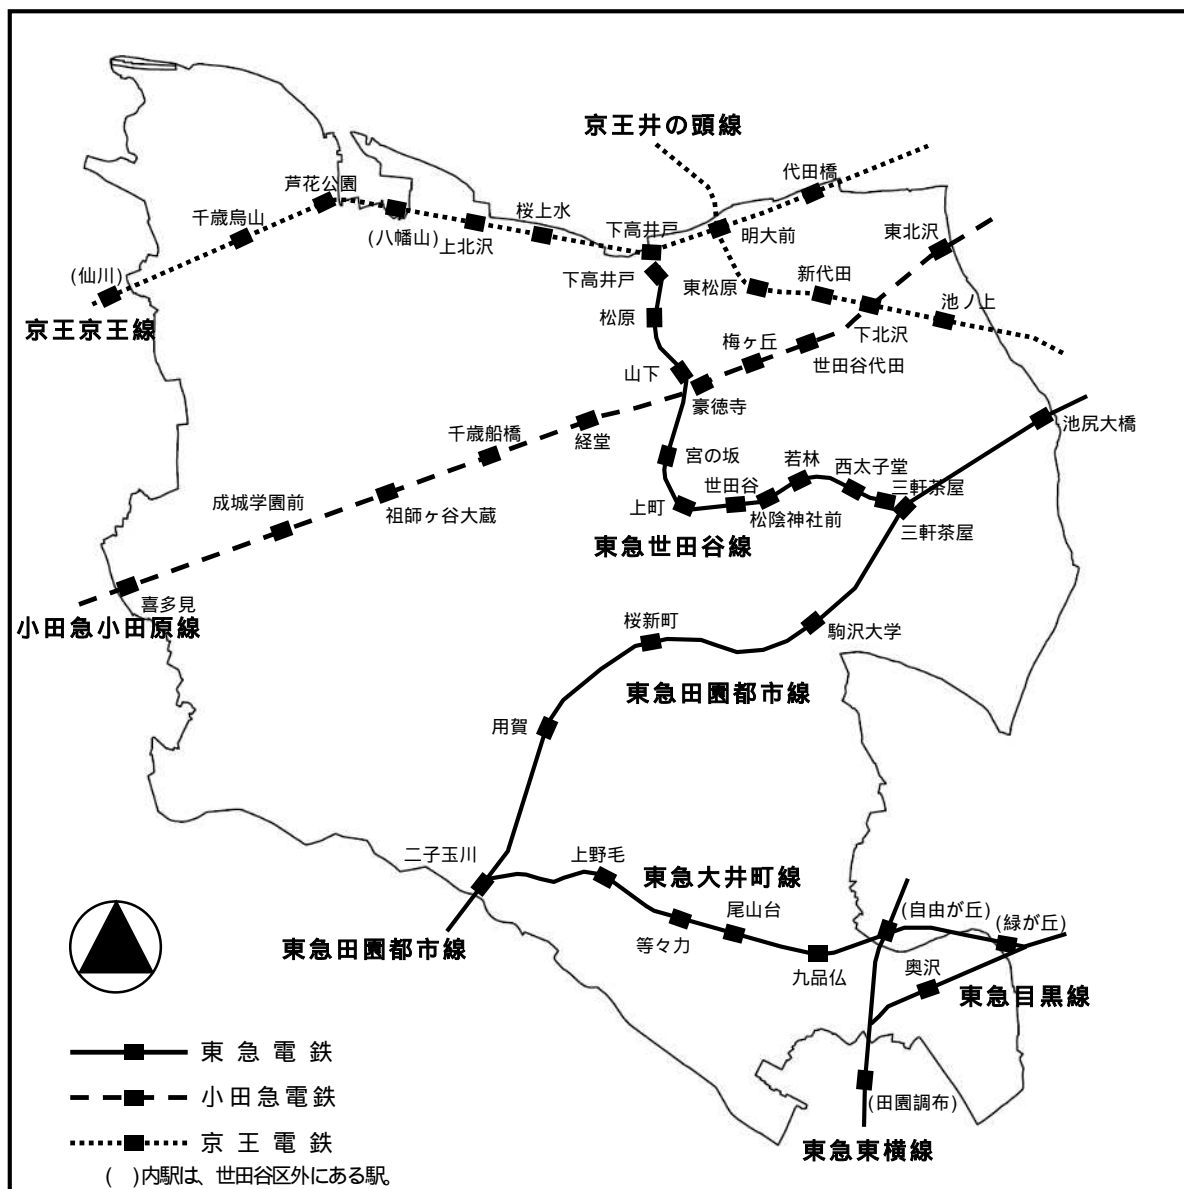 京王井の頭線
代田橋
芦花公園
千歳烏山
桜上水
(八幡山)
上北沢
下高井戸
明大前
東北沢
(仙川)
下高井戸
東松原
新代田
池ノ上
京王京王線
松原
梅ヶ丘
下北沢
山下
世田谷代田
豪徳寺
池尻大橋
千歳船橋
経堂
宮の坂
若林
西太子堂
三軒茶屋
成城学園前
祖師ヶ谷大蔵
上町
世田谷
松陰神社前
三軒茶屋
東急世田谷線
喜多見
小田急小田原線
桜新町
駒沢大学
東急田園都市線
用賀
二子玉川
上野毛
東急大井町線
尾山台
(自由が丘)
(緑が丘)
東急田園都市線
等々力
九品仏
奥沢
東急目黒線
東急電鉄
小田急電鉄
(田園調布)
京王電鉄
東急東横線
(　)内駅は、世田谷区外にある駅。